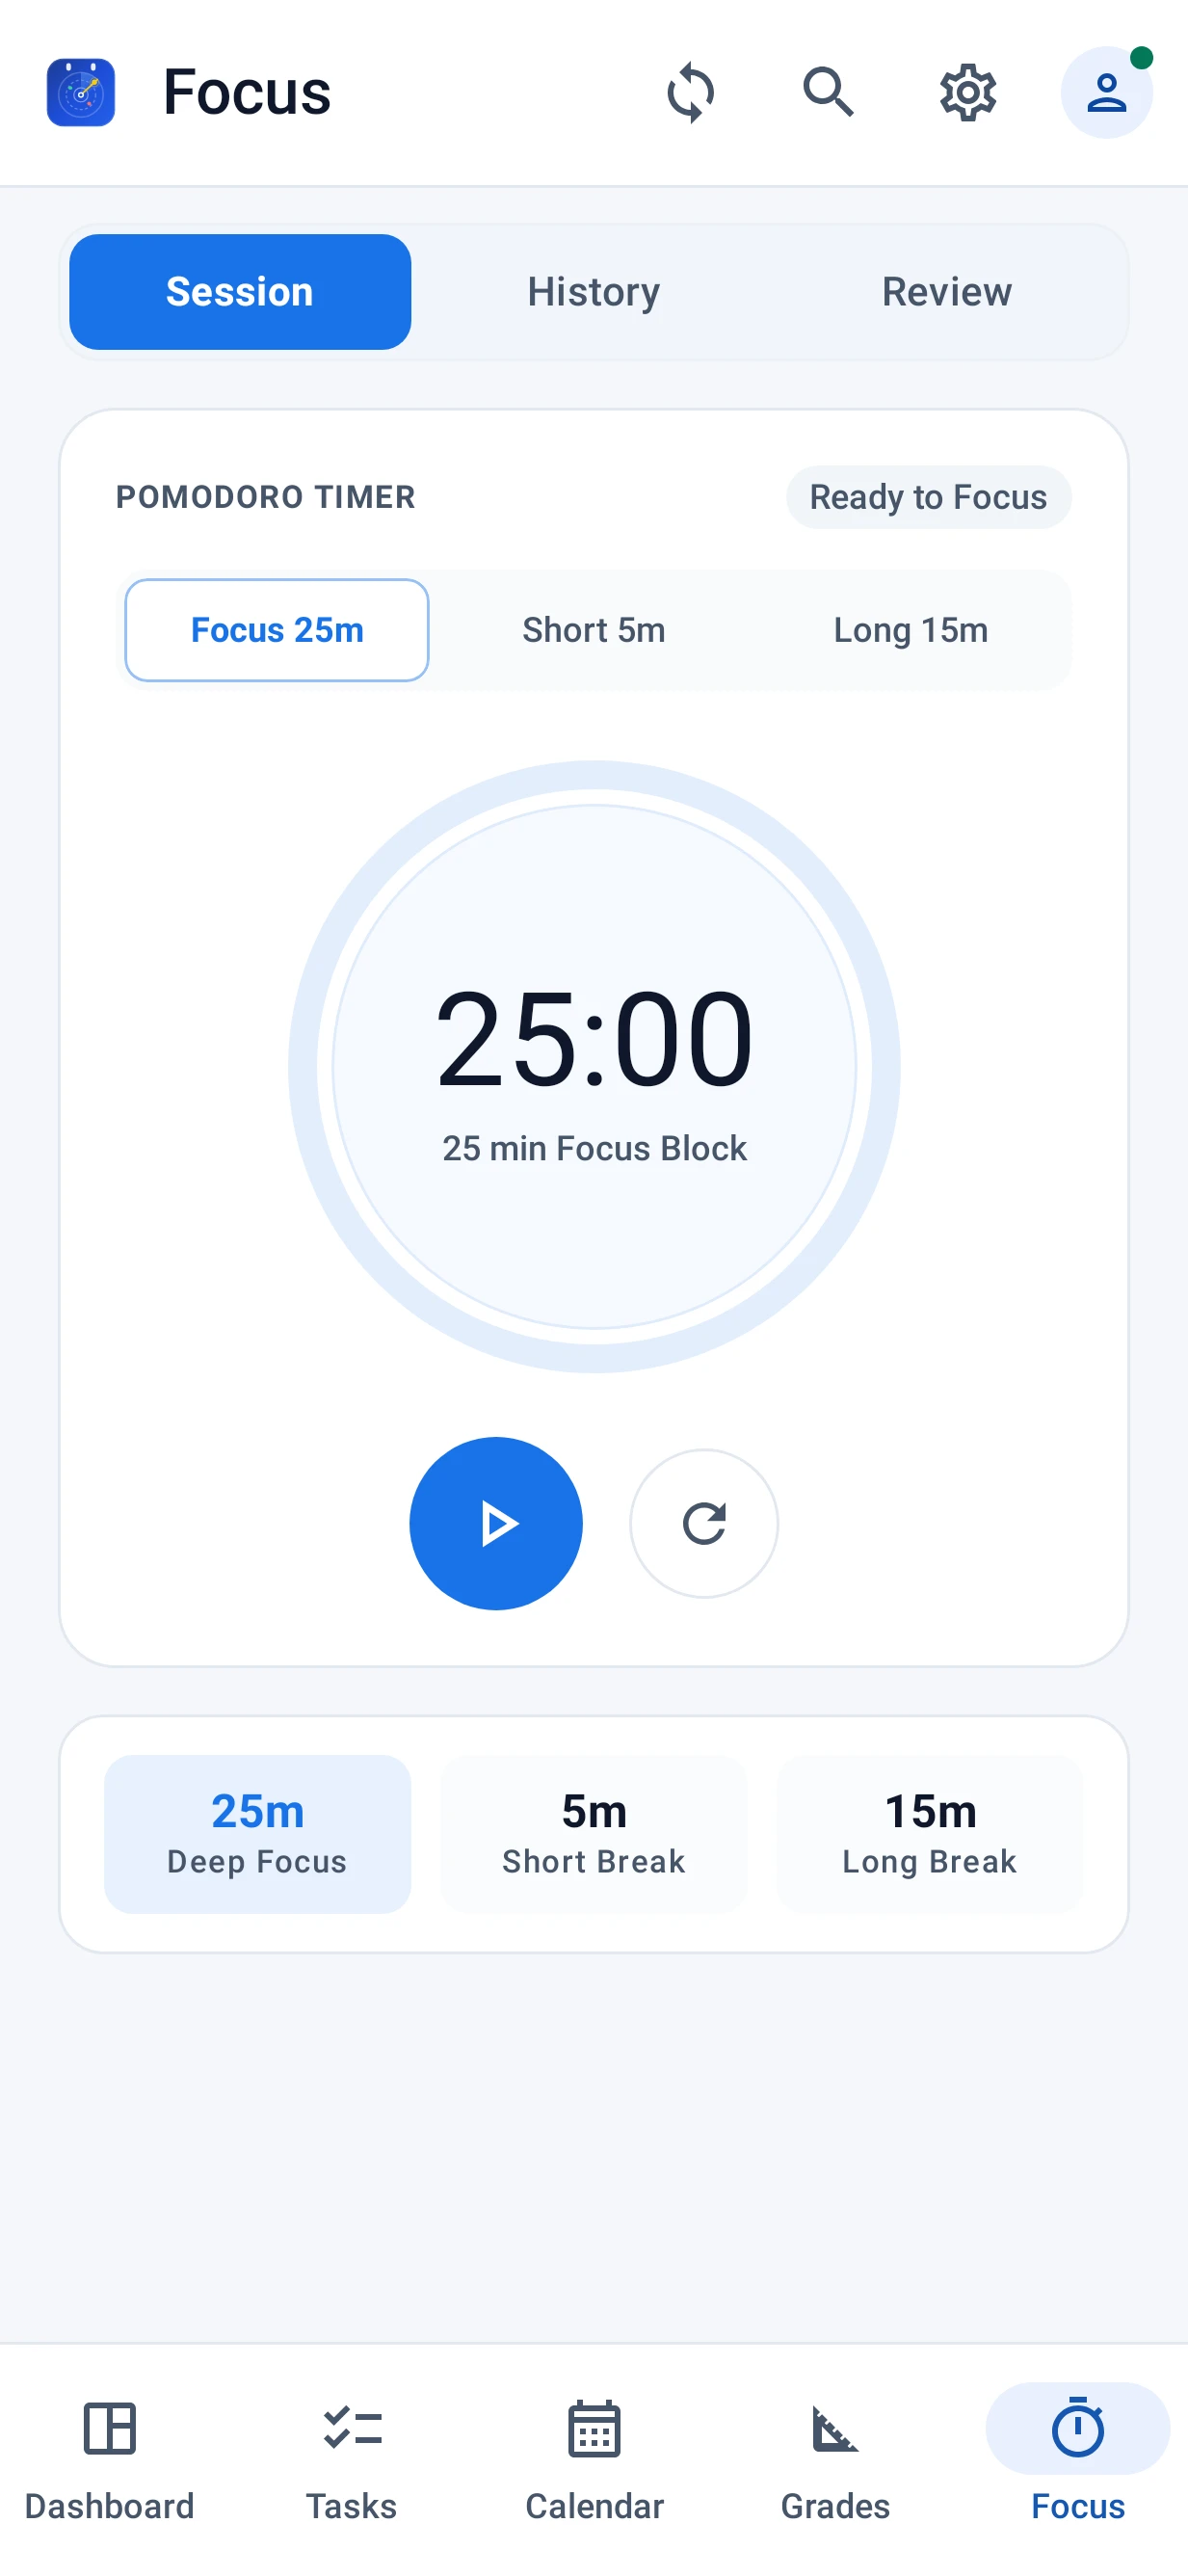 Focus
Session
History
Review
POMODORO TIMER
Ready to Focus
Focus 25m
Short 5m
Long 15m
25:00
25 min Focus Block
25m
Deep Focus
5m
Short Break
15m
Long Break
Dashboard
Tasks
Calendar
Grades
Focus